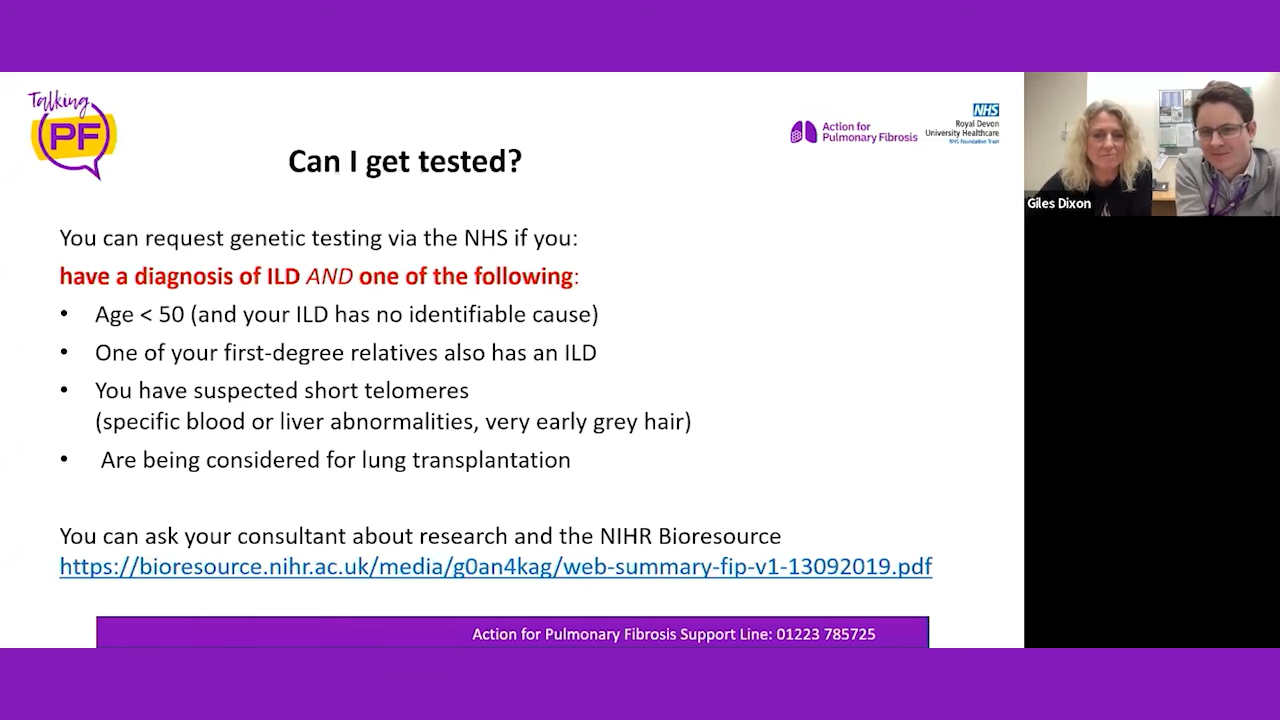 Talking
PF
Can I get tested?
Action for
Pulmonary Fibrosis
NHS
Royal Devon
University Healthcare
NHS Foundation Trust
You can request genetic testing via the NHS if you:
have a diagnosis of ILD AND one of the following:
• Age < 50 (and your ILD has no identifiable cause)
• One of your first-degree relatives also has an ILD
• You have suspected short telomeres
(specific blood or liver abnormalities, very early grey hair)
• Are being considered for lung transplantation
You can ask your consultant about research and the NIHR Bioresource
https://bioresource.nihr.ac.uk/media/g0an4kag/web-summary-fip-v1-13092019.pdf
Action for Pulmonary Fibrosis Support Line: 01223 785725
Giles Dixon